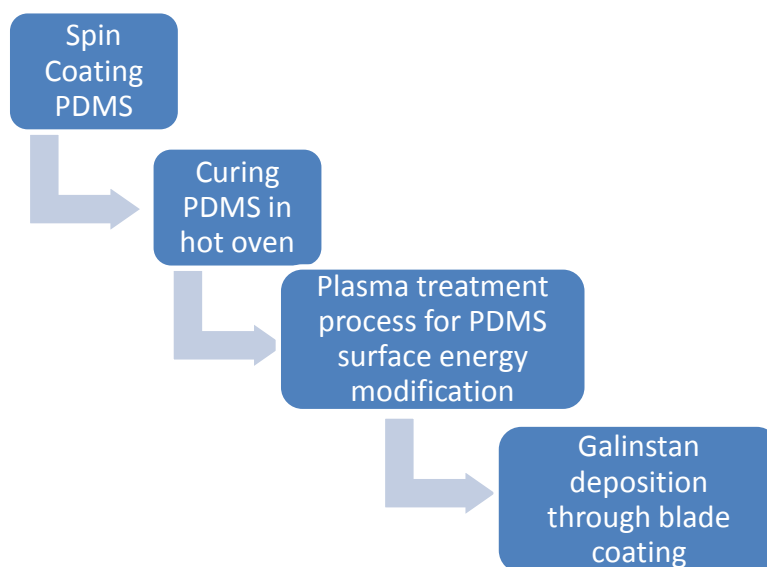 Spin
Coating
PDMS
Curing
PDMS in
hot oven
Plasma treatment
process for PDMS
surface energy
modification
Galinstan
deposition
through blade
coating